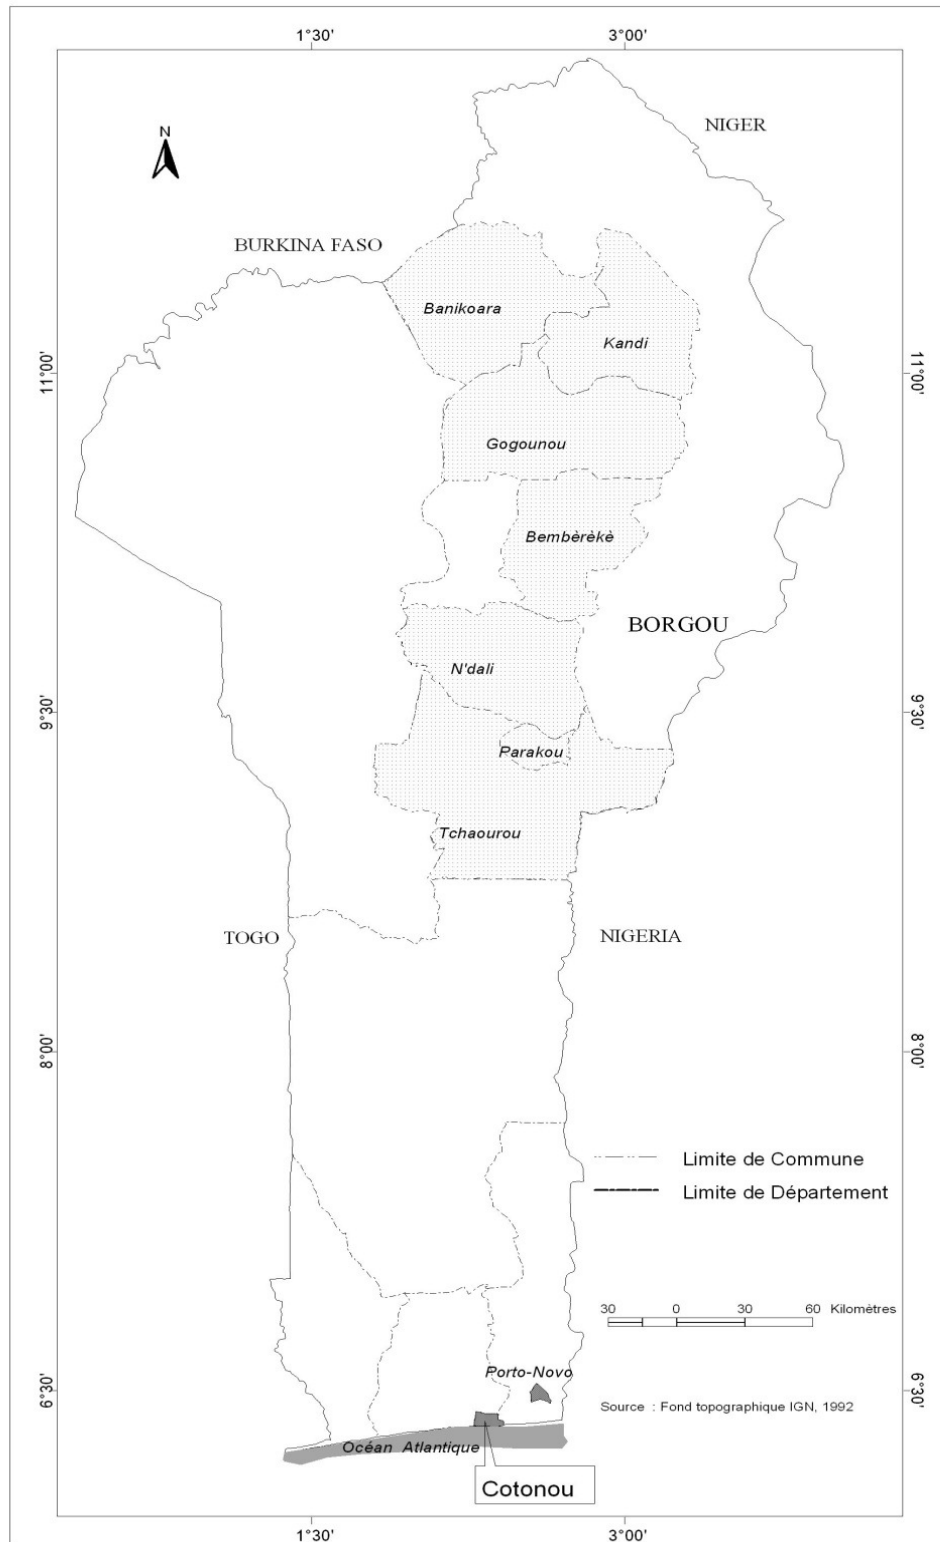 1°30' 3°00'
N
NIGER
BURKINA FASO
Banikoara
Kandi
11°00' 11°00'
Gogounou
Bembèrèkè
BORGOU
N'dali
9°30' 9°30'
Parakou
Tchaourou
TOGO NIGERIA
8°00' 8°00'
Limite de Commune
Limite de Département
30 0 30 60 Kilomètres
Porto-Novo
6°30' 6°30'
Source : Fond topographique IGN, 1992
Océan Atlantique
Cotonou
1°30' 3°00'